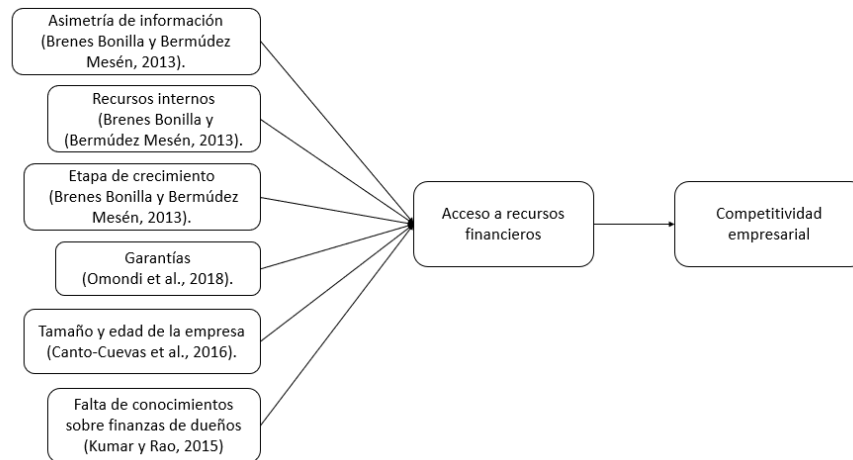 Asimetría de información
(Brenes Bonilla y Bermúdez
Mesén, 2013).
Recursos internos
(Brenes Bonilla y
(Bermúdez Mesén, 2013).
Etapa de crecimiento
(Brenes Bonilla y Bermúdez
Mesén, 2013).
Garantías
(Omondi et al., 2018).
Tamaño y edad de la empresa
(Canto-Cuevas et al., 2016).
Falta de conocimientos
sobre finanzas de dueños
(Kumar y Rao, 2015)
Acceso a recursos
financieros
Competitividad
empresarial